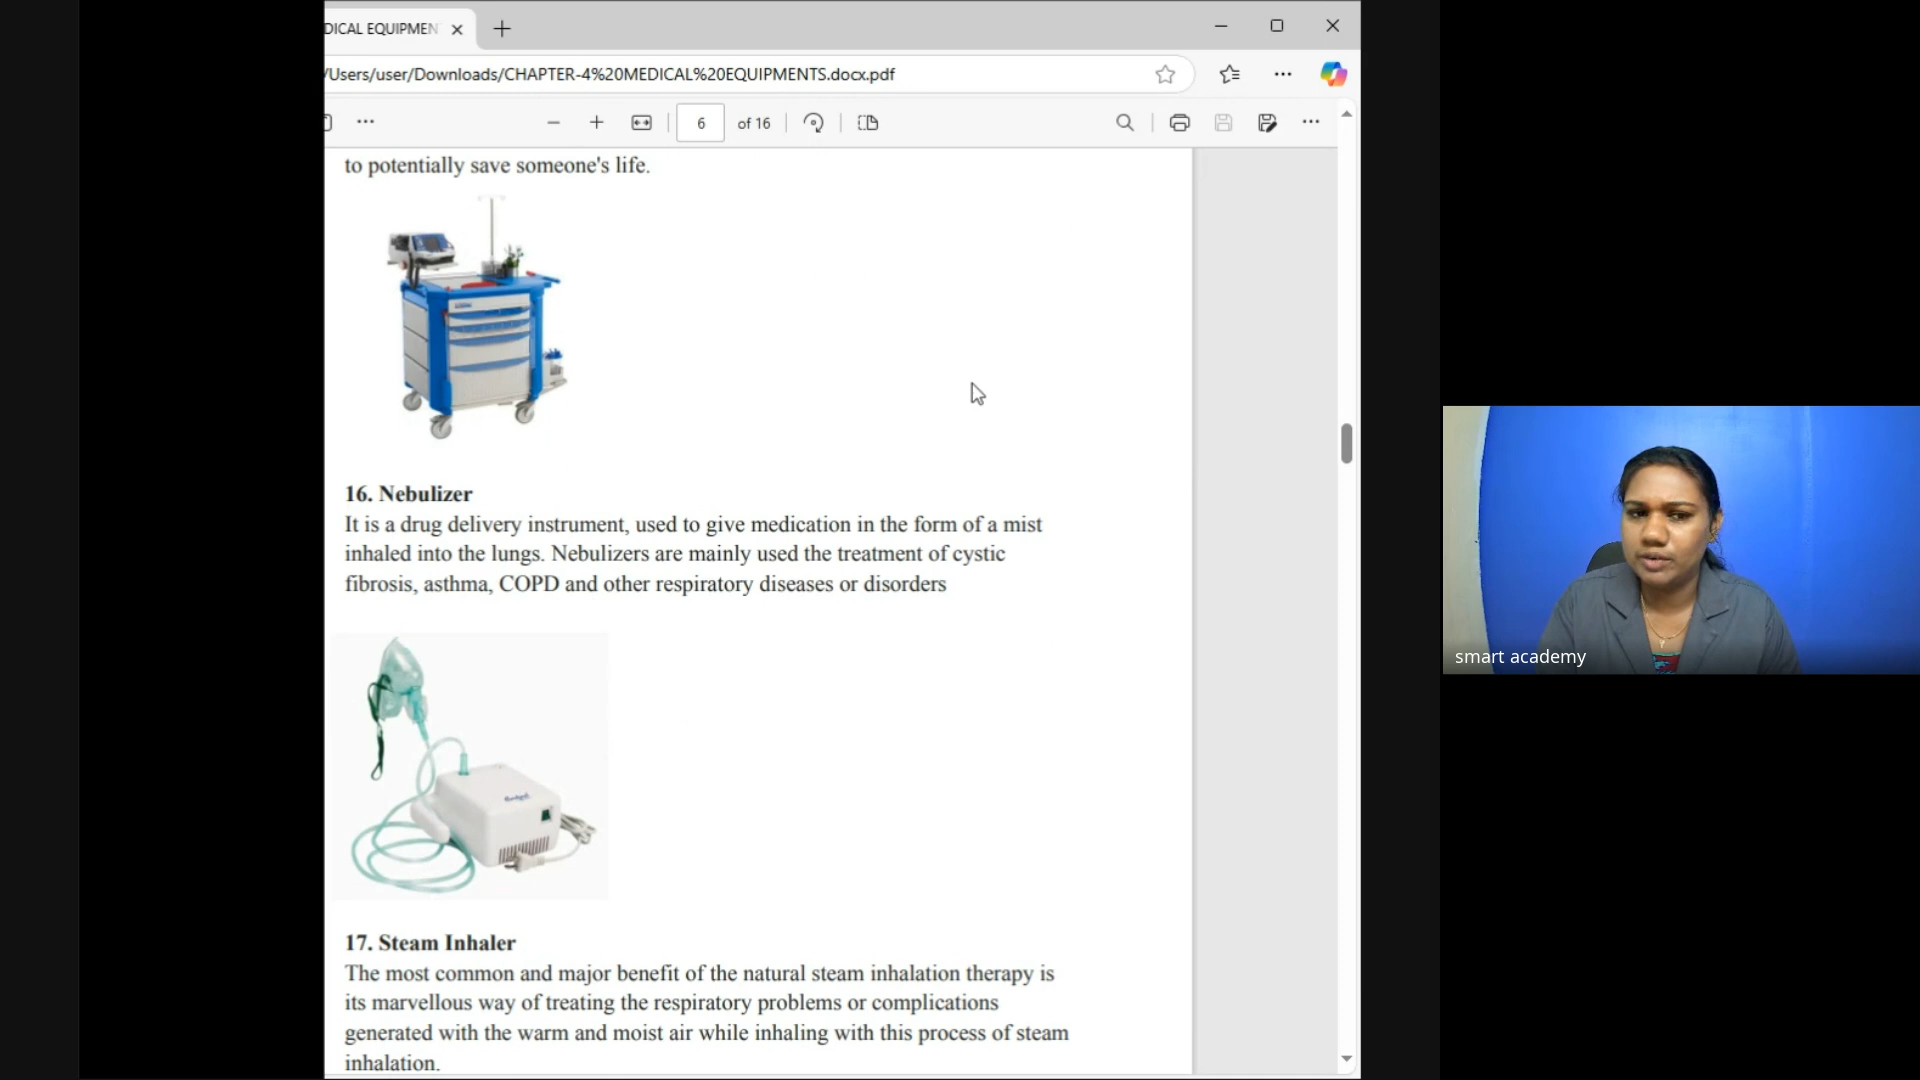 DICAL EQUIPMEN
/Users/user/Downloads/CHAPTER-4%20MEDICAL%20EQUIPMENTS.docx.pdf
6 of 16
to potentially save someone's life.
16. Nebulizer
It is a drug delivery instrument, used to give medication in the form of a mist
inhaled into the lungs. Nebulizers are mainly used the treatment of cystic
fibrosis, asthma, COPD and other respiratory diseases or disorders
17. Steam Inhaler
The most common and major benefit of the natural steam inhalation therapy is
its marvellous way of treating the respiratory problems or complications
generated with the warm and moist air while inhaling with this process of steam
inhalation.
smart academy